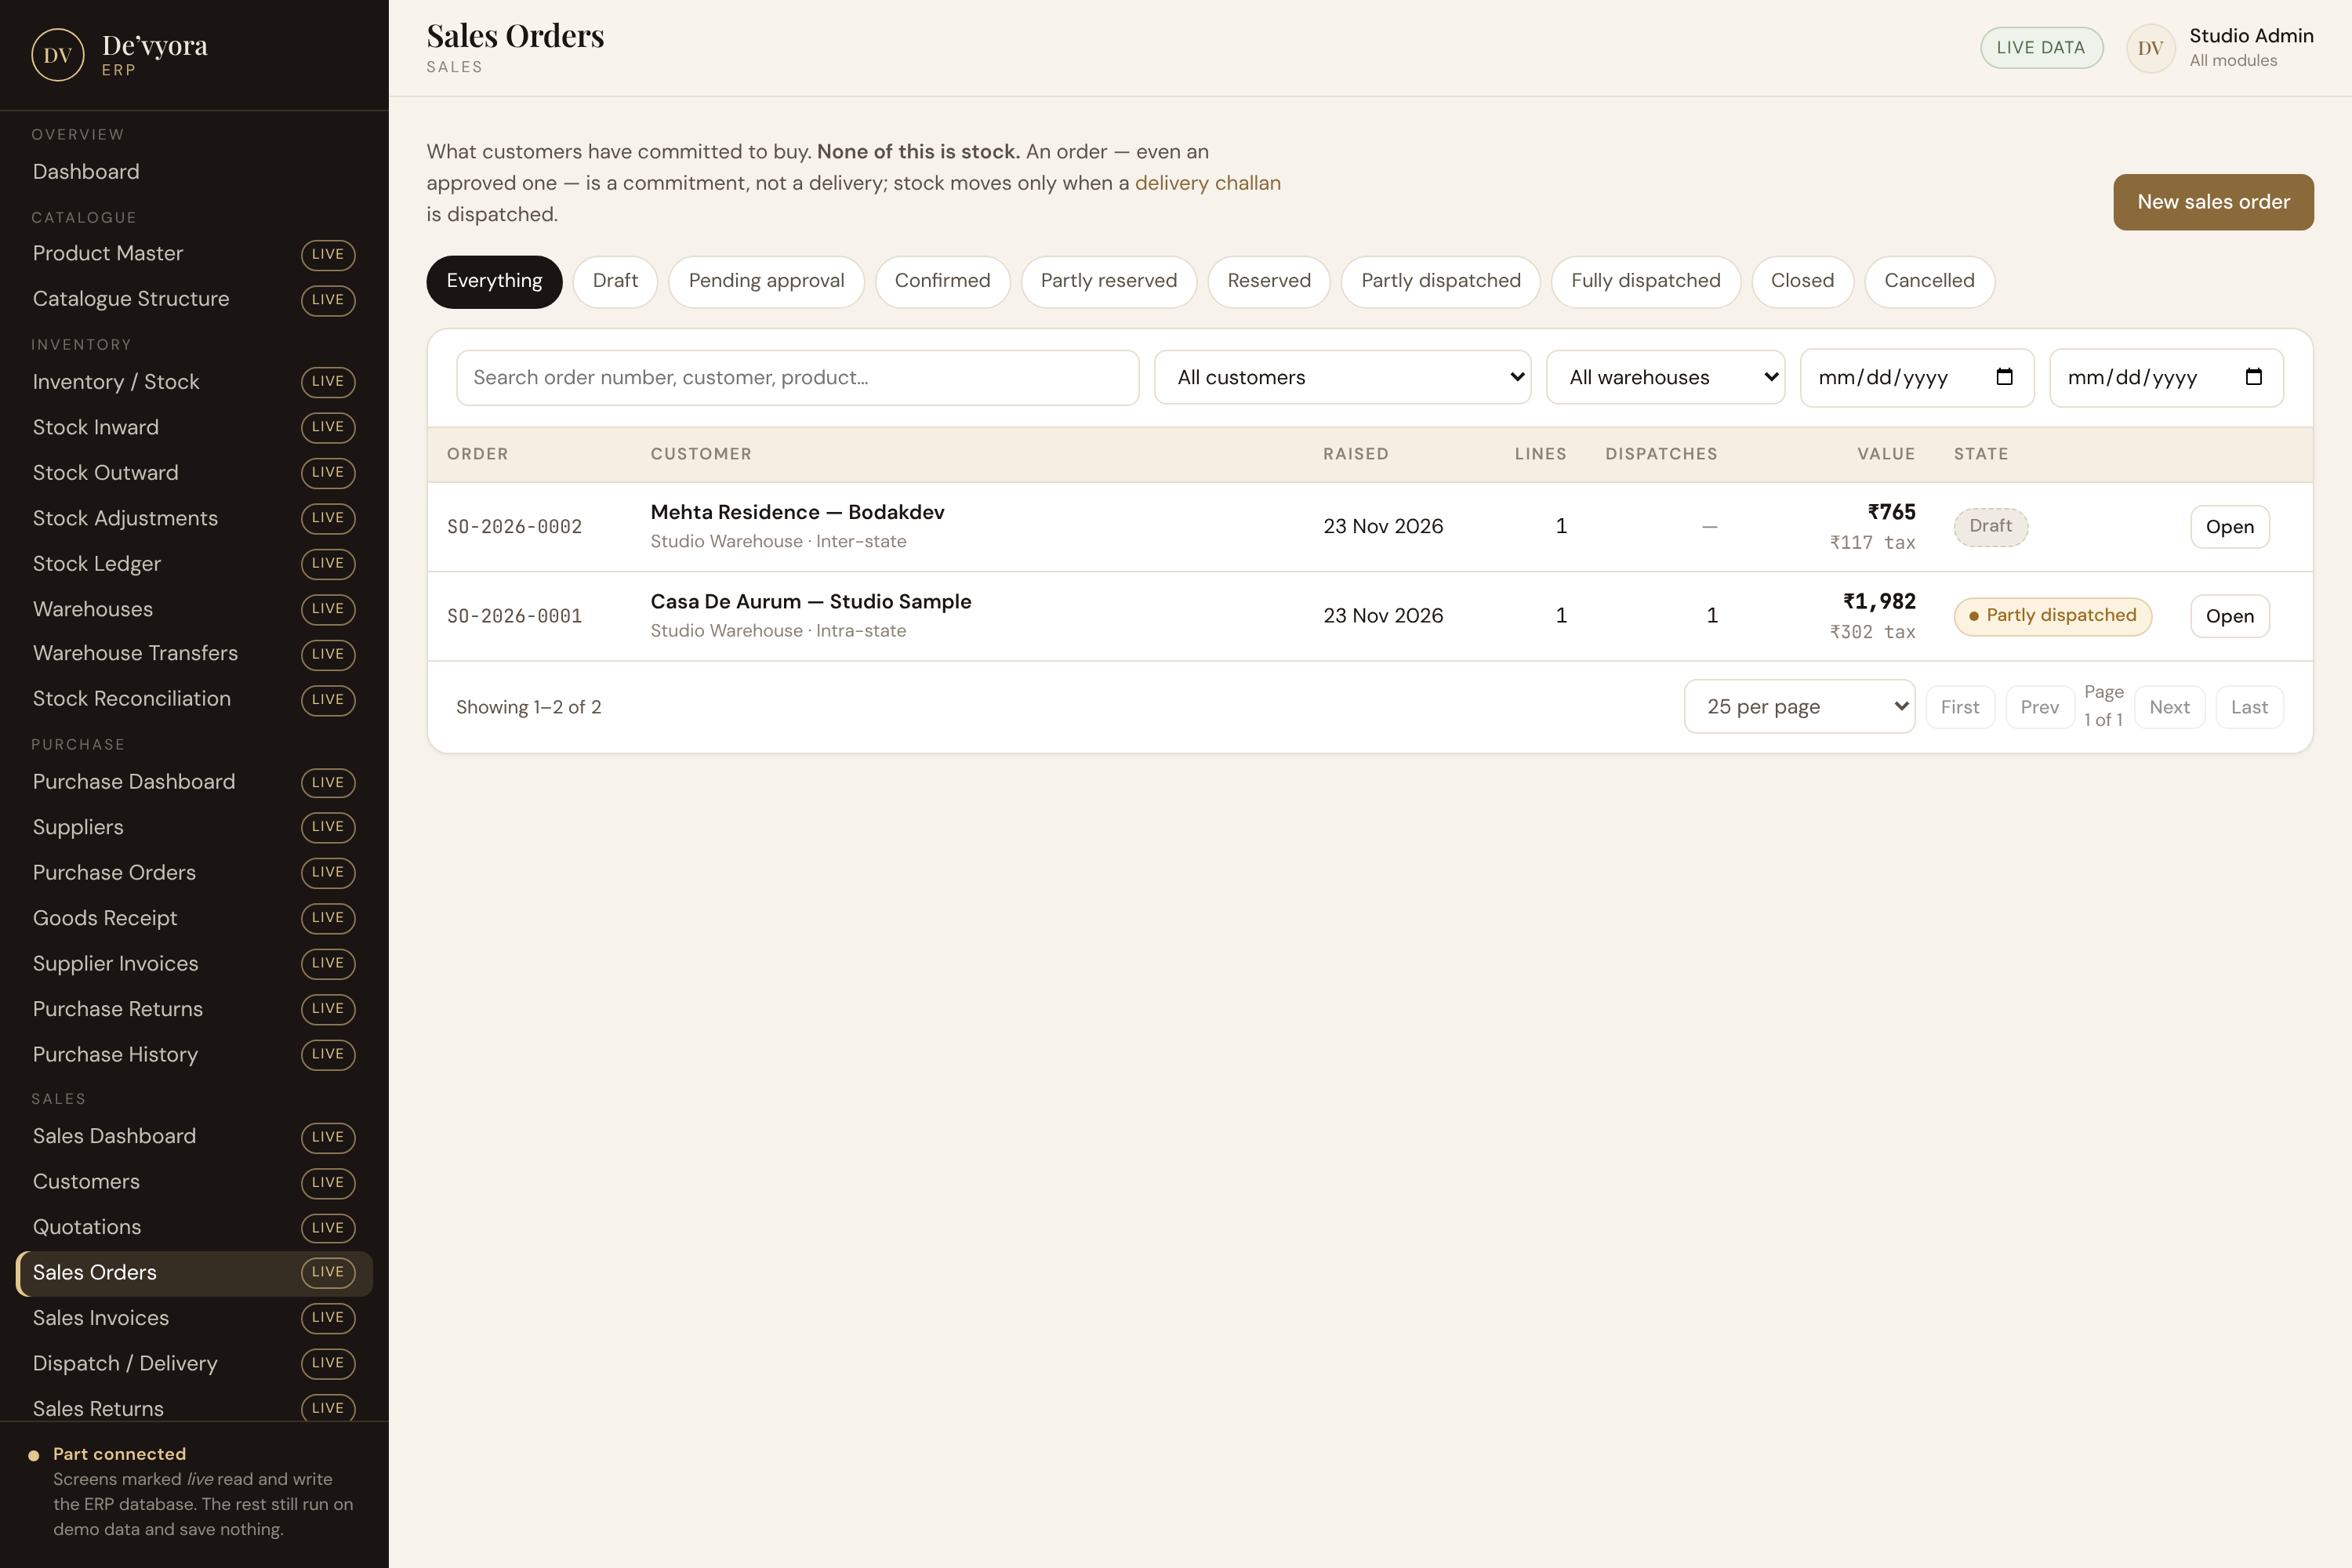 DV
De’vyora
ERP
OVERVIEW
Dashboard
CATALOGUE
Product Master LIVE
Catalogue Structure LIVE
INVENTORY
Inventory / Stock LIVE
Stock Inward LIVE
Stock Outward LIVE
Stock Adjustments LIVE
Stock Ledger LIVE
Warehouses LIVE
Warehouse Transfers LIVE
Stock Reconciliation LIVE
PURCHASE
Purchase Dashboard LIVE
Suppliers LIVE
Purchase Orders LIVE
Goods Receipt LIVE
Supplier Invoices LIVE
Purchase Returns LIVE
Purchase History LIVE
SALES
Sales Dashboard LIVE
Customers LIVE
Quotations LIVE
Sales Orders LIVE
Sales Invoices LIVE
Dispatch / Delivery LIVE
Sales Returns LIVE
Part connected
Screens marked live read and write
the ERP database. The rest still run on
demo data and save nothing.
Sales Orders
SALES
LIVE DATA
DV
Studio Admin
All modules
What customers have committed to buy. None of this is stock. An order — even an
approved one — is a commitment, not a delivery; stock moves only when a delivery challan
is dispatched.
New sales order
Everything Draft Pending approval Confirmed Partly reserved Reserved Partly dispatched Fully dispatched Closed Cancelled
Search order number, customer, product… All customers All warehouses mm/dd/yyyy mm/dd/yyyy
ORDER CUSTOMER RAISED LINES DISPATCHES VALUE STATE
SO-2026-0002 Mehta Residence — Bodakdev 23 Nov 2026 1 — ₹765 Draft Open
Studio Warehouse · Inter-state ₹117 tax
SO-2026-0001 Casa De Aurum — Studio Sample 23 Nov 2026 1 1 ₹1,982 Partly dispatched Open
Studio Warehouse · Intra-state ₹302 tax
Showing 1–2 of 2 25 per page First Prev Page 1 of 1 Next Last